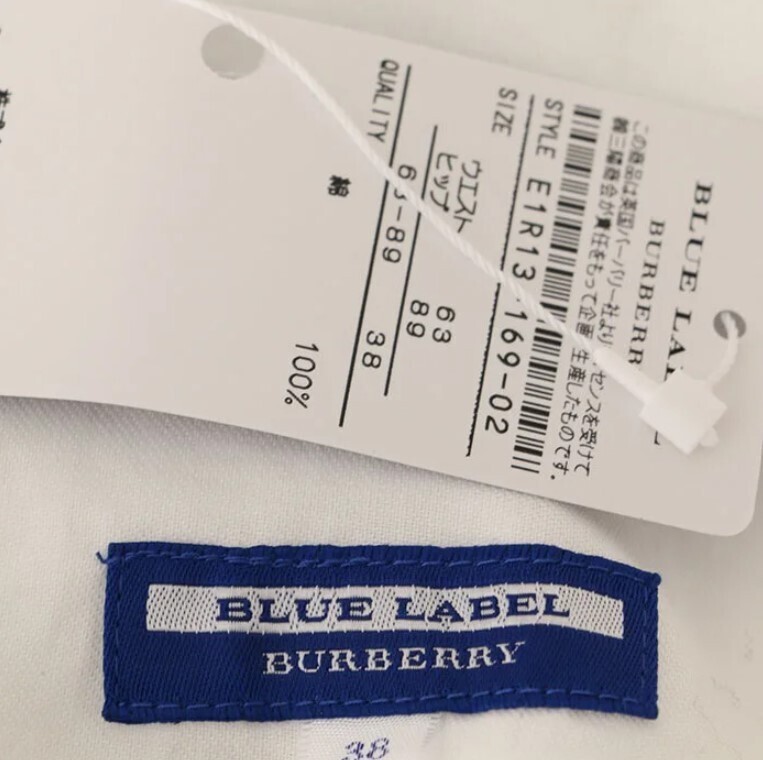 BLUE LA
BURBERR
この商品は英国バーバリー社より センスを受けて
㈱三陽商会が責任をもって企画 生産したものです。
STYLE E1R13 169-02
SIZE
ウエスト 63
ヒップ 89
63-89 38
QUALITY
綿 100%
BLUE LABEL
BURBERRY
38